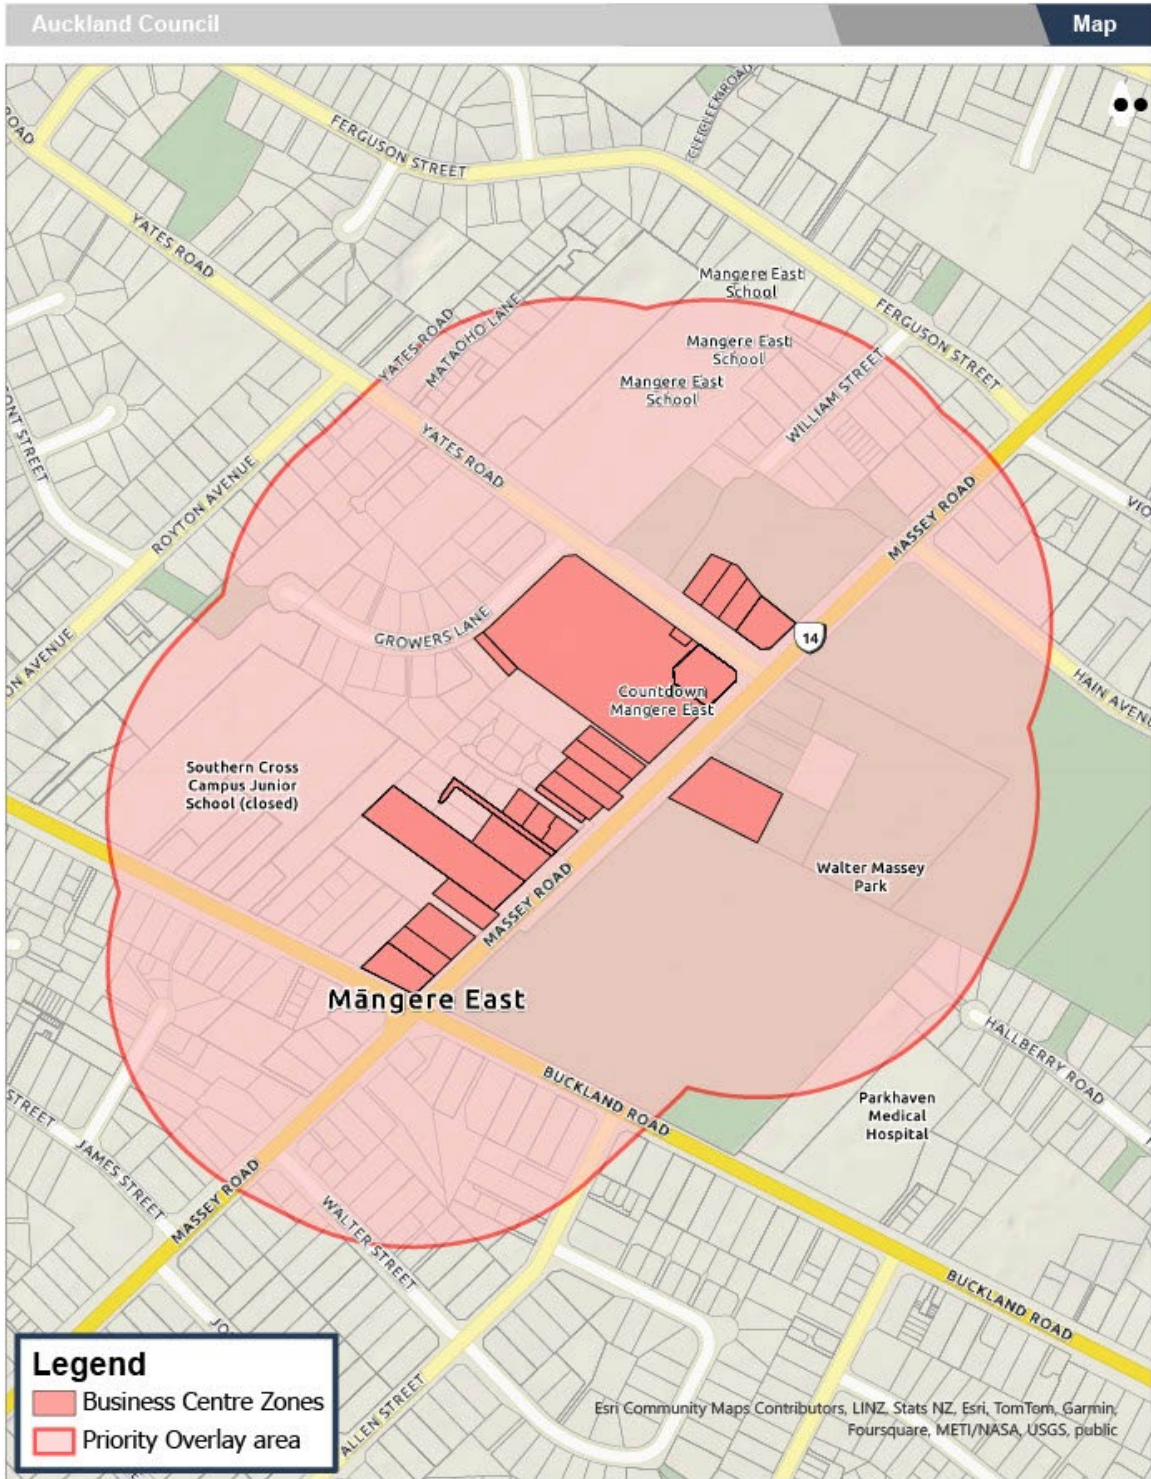 Auckland Council
Map
ROAD
FERGUSON STREET
YATES ROAD
Mangere East
School
FERGUSON STREET
YATES ROAD
MATAOHO LANE
Mangere East
School
Mangere East
School
WILLIAM STREET
YATES ROAD
ROYTON AVENUE
MASSEY ROAD
GROWERS LANE
14
HAIN AVENU
ON AVENUE
Countdown
Mangere East
Southern Cross
Campus Junior
School (closed)
Walter Massey
Park
MASSEY ROAD
Māngere East
HALLBERRY ROAD
BUCKLAND ROAD
Parkhaven
Medical
Hospital
STREET
JAMES STREET
MASSEY ROAD
WALTER STREET
BUCKLAND ROAD
ALLEN STREET
Legend
Business Centre Zones
Priority Overlay area
Esri Community Maps Contributors, LINZ, Stats NZ, Esri, TomTom, Garmin,
Foursquare, METI/NASA, USGS, public